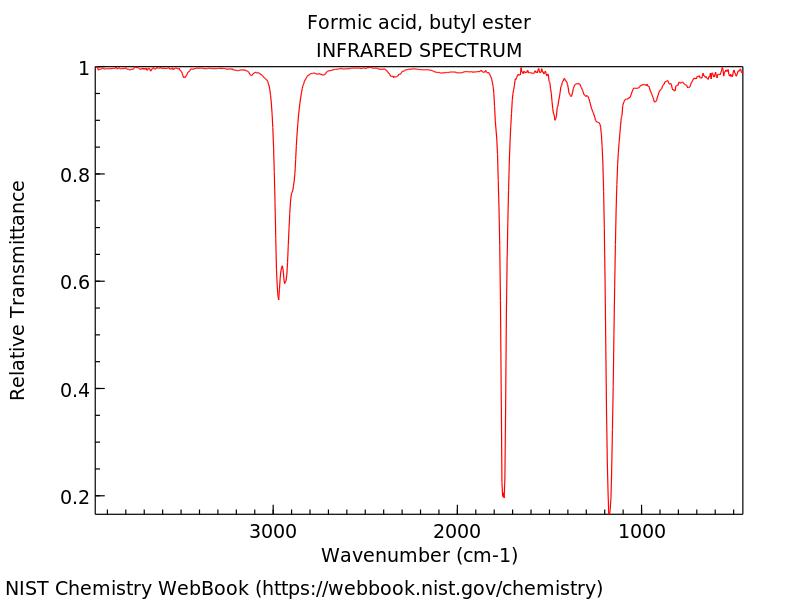 Formic acid, butyl ester
INFRARED SPECTRUM
1
0.8
0.6
0.4
0.2
Relative Transmittance
3000 2000 1000
Wavenumber (cm-1)
NIST Chemistry WebBook (https://webbook.nist.gov/chemistry)